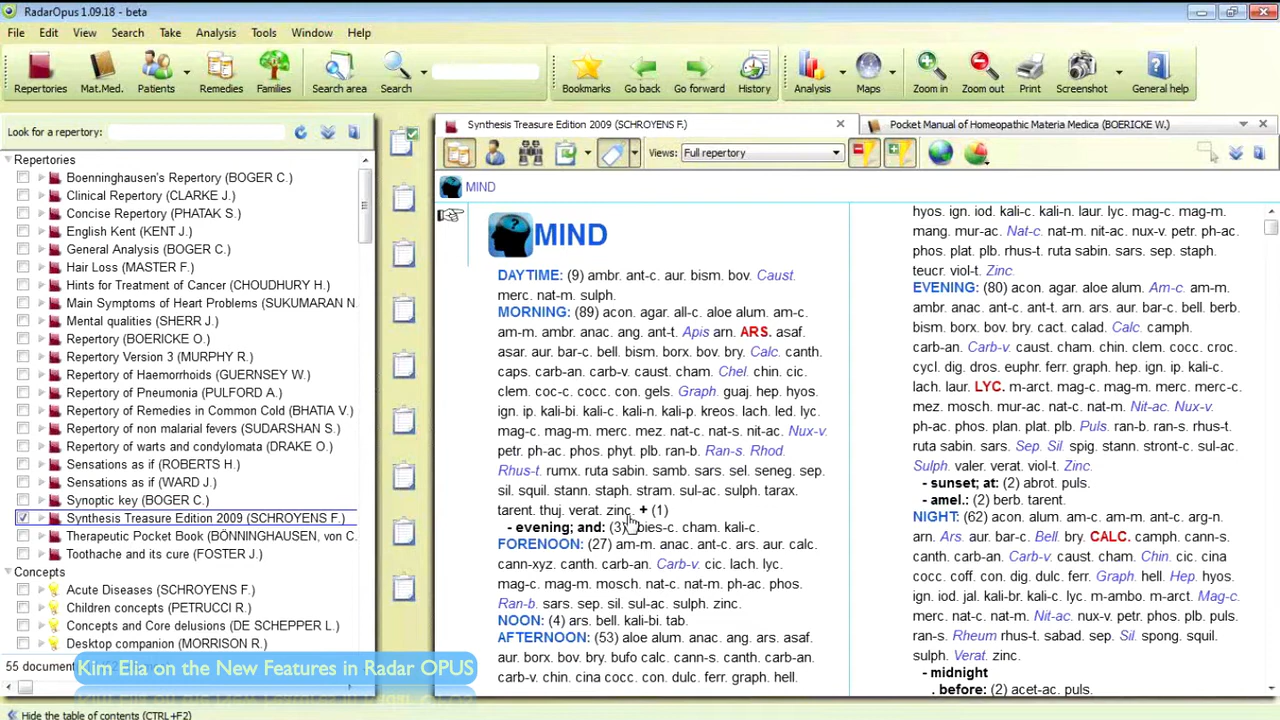 RadarOpus 1.09.18 - beta
File Edit View Search Take Analysis Tools Window Help
Repertories Mat.Med. Patients Remedies Families Search area Search Bookmarks Go back Go forward History Analysis Maps Zoom in Zoom out Print Screenshot General help
Look for a repertory:
Repertories
Boenninghausen's Repertory (BOGER C.)
Clinical Repertory (CLARKE J.)
Concise Repertory (PHATAK S.)
English Kent (KENT J.)
General Analysis (BOGER C.)
Hair Loss (MASTER F.)
Hints for Treatment of Cancer (CHOUDHURY H.)
Main Symptoms of Heart Problems (SUKUMARAN N.
Mental qualities (SHERR J.)
Repertory (BOERICKE O.)
Repertory Version 3 (MURPHY R.)
Repertory of Haemorrhoids (GUERNSEY W.)
Repertory of Pneumonia (PULFORD A.)
Repertory of Remedies in Common Cold (BHATIA V.)
Repertory of non malarial fevers (SUDARSHAN S.)
Repertory of warts and condylomata (DRAKE O.)
Sensations as if (ROBERTS H.)
Sensations as if (WARD J.)
Synoptic key (BOGER C.)
Synthesis Treasure Edition 2009 (SCHROYENS F.)
Therapeutic Pocket Book (BÖNNINGHAUSEN, von C.
Toothache and its cure (FOSTER J.)
Concepts
Acute Diseases (SCHROYENS F.)
Children concepts (PETRUCCI R.)
Concepts and Core delusions (DE SCHEPPER L.)
Desktop companion (MORRISON R.)
55 document
Kim Elia on the New Features in Radar OPUS
Hide the table of contents (CTRL+F2)
Synthesis Treasure Edition 2009 (SCHROYENS F.)
Pocket Manual of Homeopathic Materia Medica (BOERICKE W.)
Views: Full repertory
MIND
MIND
DAYTIME: (9) ambr. ant-c. aur. bism. bov. Caust.
merc. nat-m. sulph.
MORNING: (89) acon. agar. all-c. aloe alum. am-c.
am-m. ambr. anac. ang. ant-t. Apis arn. ARS. asaf.
asar. aur. bar-c. bell. bism. borx. bov. bry. Calc. canth.
caps. carb-an. carb-v. caust. cham. Chel. chin. cic.
clem. coc-c. cocc. con. gels. Graph. guaj. hep. hyos.
ign. ip. kali-bi. kali-c. kali-n. kali-p. kreos. lach. led. lyc.
mag-c. mag-m. merc. mez. nat-c. nat-s. nit-ac. Nux-v.
petr. ph-ac. phos. phyt. plb. ran-b. Ran-s. Rhod.
Rhus-t. rumx. ruta sabin. samb. sars. sel. seneg. sep.
sil. squil. stann. staph. stram. sul-ac. sulph. tarax.
tarent. thuj. verat. zinc. + (1)
- evening; and: (3) bies-c. cham. kali-c.
FORENOON: (27) am-m. anac. ant-c. ars. aur. calc.
cann-xyz. canth. carb-an. Carb-v. cic. lach. lyc.
mag-c. mag-m. mosch. nat-c. nat-m. ph-ac. phos.
Ran-b. sars. sep. sil. sul-ac. sulph. zinc.
NOON: (4) ars. bell. kali-bi. tab.
AFTERNOON: (53) aloe alum. anac. ang. ars. asaf.
aur. borx. bov. bry. bufo calc. cann-s. canth. carb-an.
carb-v. cench. cic. cocc. con. dulc. ferr. graph. hell.
hyos. ign. iod. kali-c. kali-n. laur. lyc. mag-c. mag-m.
mang. mur-ac. Nat-c. nat-m. nit-ac. nux-v. petr. ph-ac.
phos. plat. plb. rhus-t. ruta sabin. sars. sep. staph.
teucr. viol-t. Zinc.
EVENING: (80) acon. agar. aloe alum. Am-c. am-m.
ambr. anac. ant-c. ant-t. arn. ars. aur. bar-c. bell. berb.
bism. borx. bov. bry. cact. calad. Calc. camph.
carb-an. Carb-v. caust. cham. chin. clem. cocc. croc.
cycl. dig. dros. euphr. ferr. graph. hep. ign. ip. kali-c.
lach. laur. LYC. m-arct. mag-c. mag-m. merc. merc-c.
mez. mosch. mur-ac. nat-c. nat-m. Nit-ac. Nux-v.
ph-ac. phos. plan. plat. plb. Puls. ran-b. ran-s. rhus-t.
ruta sabin. sars. Sep. Sil. spig. stann. stront-c. sul-ac.
Sulph. valer. verat. viol-t. Zinc.
- sunset; at: (2) abrot. puls.
- amel.: (2) berb. tarent.
NIGHT: (62) acon. alum. am-c. am-m. ant-c. arg-n.
arn. Ars. aur. bar-c. Bell. bry. CALC. camph. cann-s.
canth. carb-an. Carb-v. caust. cham. Chin. cic. cina
cocc. coff. con. dig. dulc. ferr. Graph. hell. Hep. hyos.
ign. iod. jal. kali-br. kali-c. lyc. m-ambo. m-arct. Mag-c.
merc. nat-c. nat-m. Nit-ac. nux-v. petr. phos. plb. puls.
ran-s. Rheum rhus-t. sabad. sep. Sil. spong. squil.
sulph. Verat. zinc.
- midnight
. before: (2) acet-ac. puls.